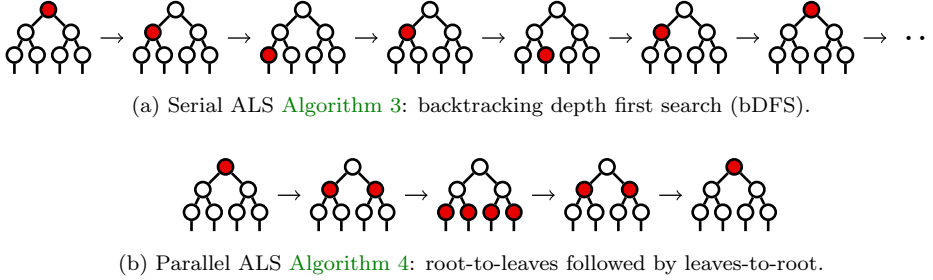 (a) Serial ALS Algorithm 3: backtracking depth first search (bDFS).
(b) Parallel ALS Algorithm 4: root-to-leaves followed by leaves-to-root.